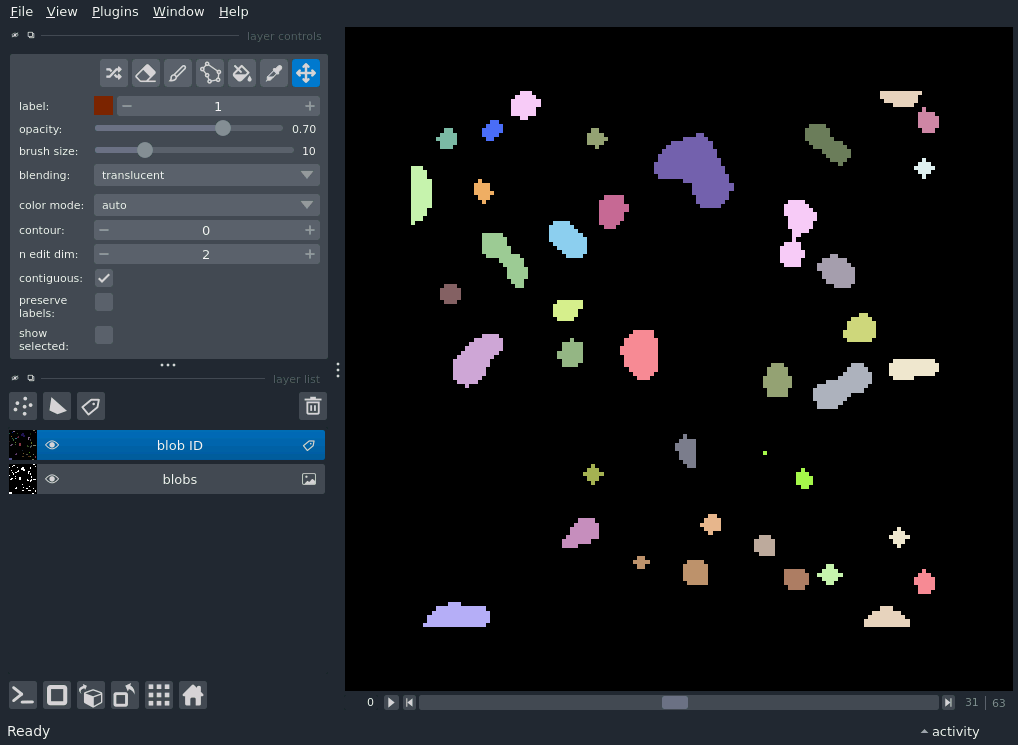 File View Plugins Window Help
layer controls
label: 1
opacity: 0.70
brush size: 10
blending: translucent
color mode: auto
contour: 0
n edit dim: 2
contiguous:
preserve
labels:
show
selected:
layer list
blob ID
blobs
0 31 | 63
Ready activity